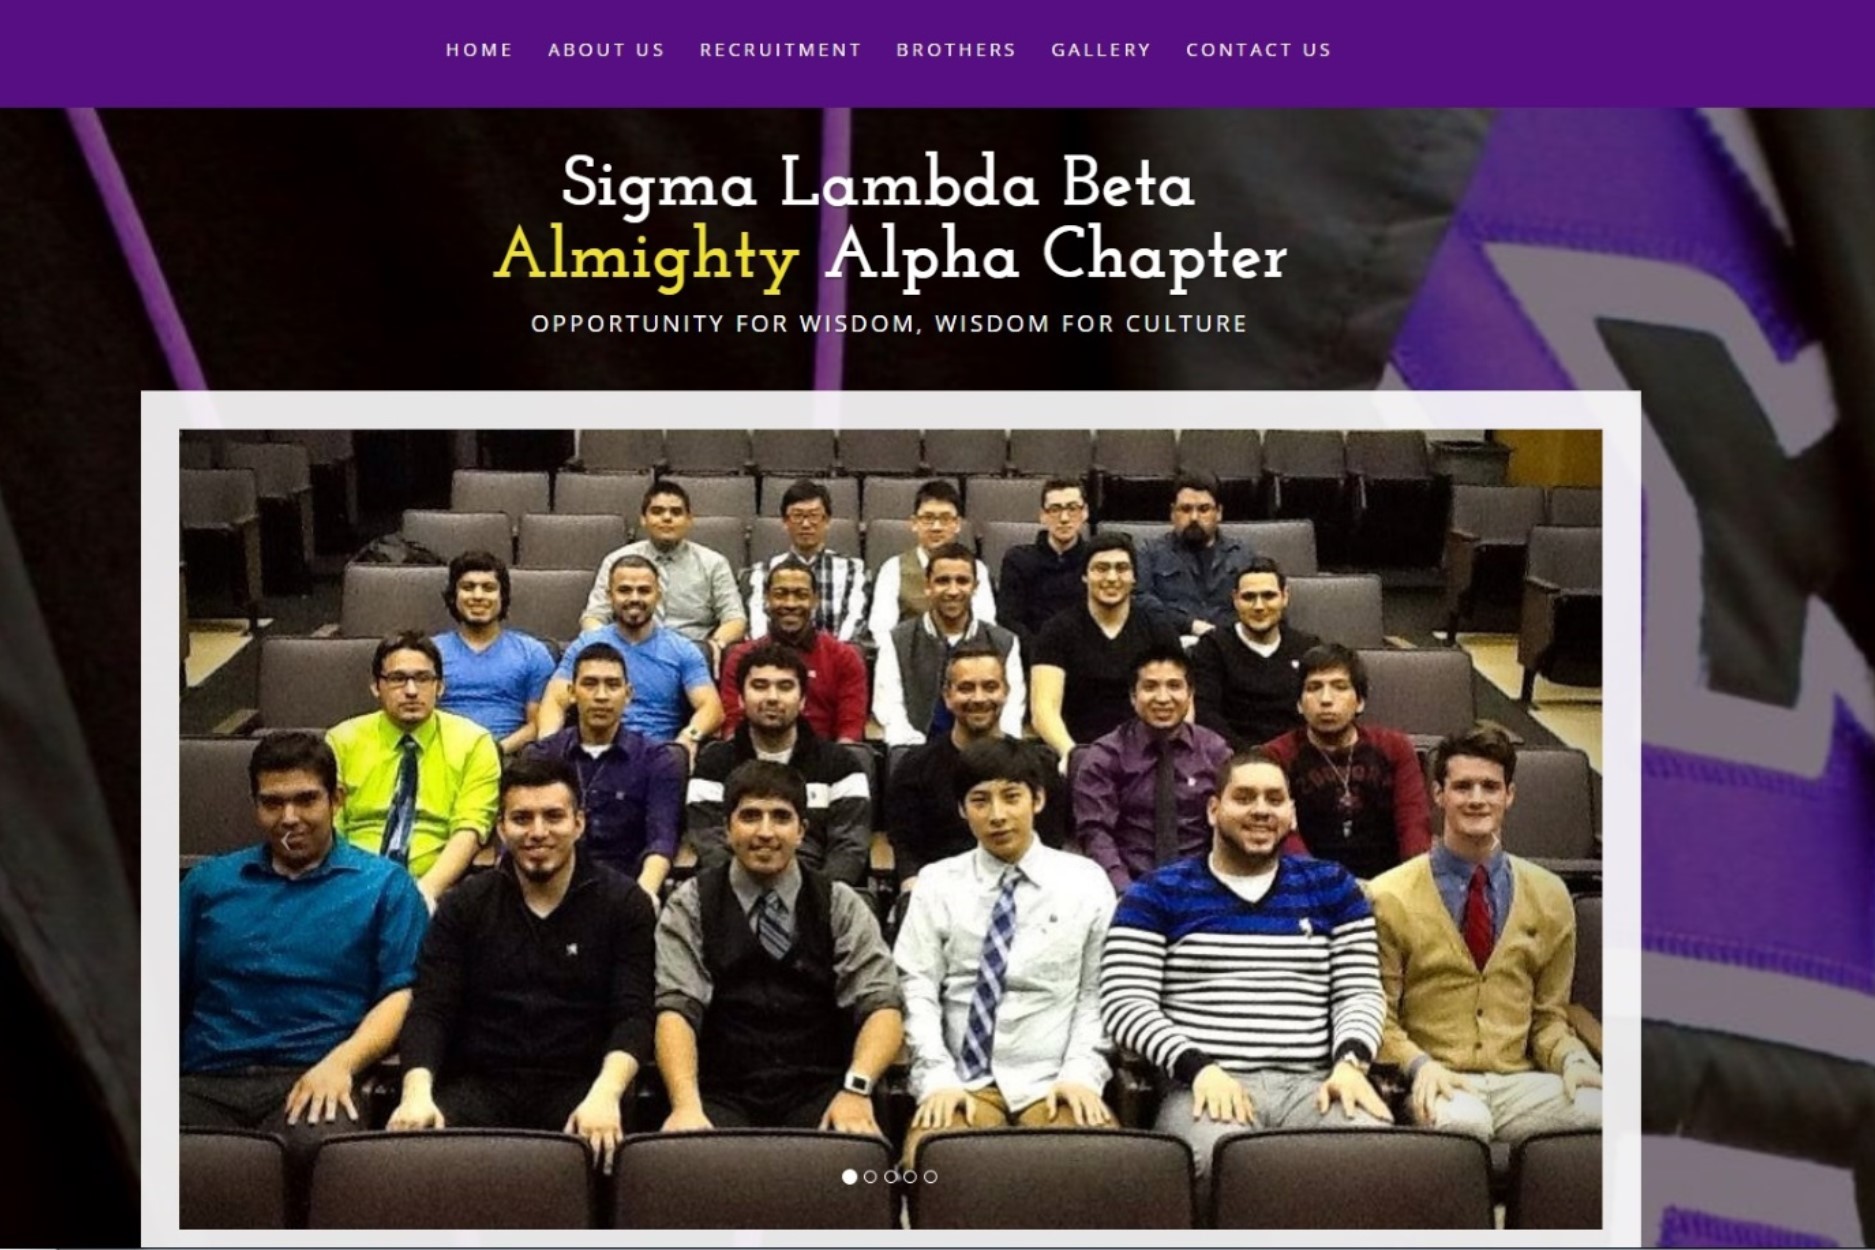 HOME ABOUT US RECRUITMENT BROTHERS GALLERY CONTACT US
Sigma Lambda Beta
Almighty Alpha Chapter
OPPORTUNITY FOR WISDOM, WISDOM FOR CULTURE